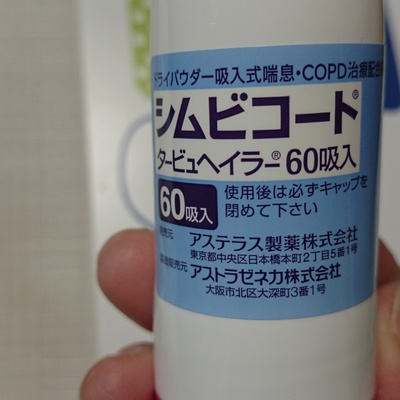 ドライパウダー吸入式喘息・COPD治療配合
シムビコート®
タービュヘイラー®60吸入
60吸入
使用後は必ずキャップを
閉めて下さい
アステラス製薬株式会社
東京都中央区日本橋本町2丁目5番1号
販売元
アストラゼネカ株式会社
大阪市北区大深町3番1号